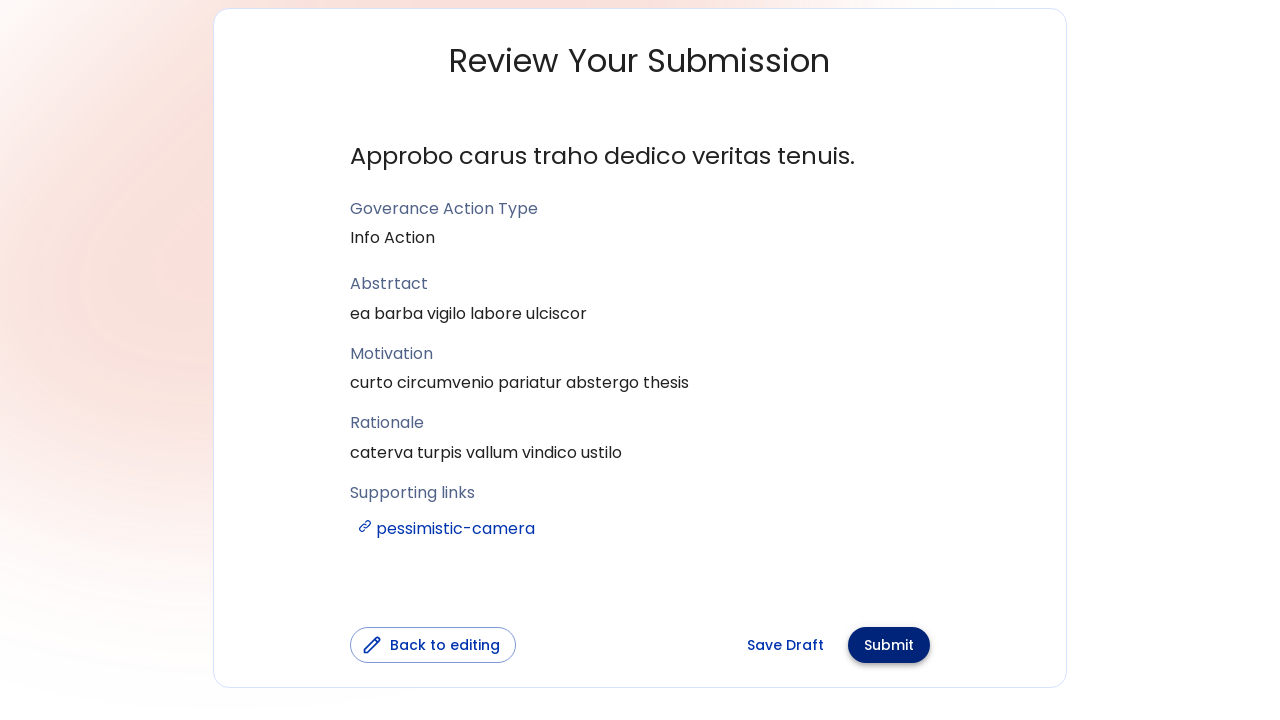 Review Your Submission
Approbo carus traho dedico veritas tenuis.
Goverance Action Type
Info Action
Abstrtact
ea barba vigilo labore ulciscor
Motivation
curto circumvenio pariatur abstergo thesis
Rationale
caterva turpis vallum vindico ustilo
Supporting links
pessimistic-camera
Back to editing
Save Draft
Submit